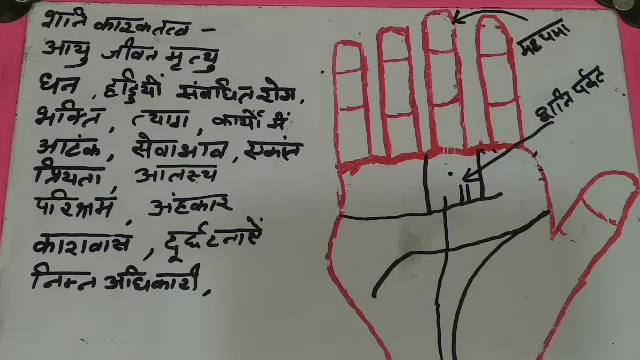 शनि कारकतत्व -
आयु जीवन मृत्यु
धन, हड्डियों संबंधित रोग,
भक्ति, त्याग, कार्यो में
आटंक, सेवाभाव, एकांत
प्रियता, आलस्य
परिश्रम, अंहकार
कारावास, दूर्घटनाऐं
निम्न अधिकारी,
मध्यमा
शनि पर्वत